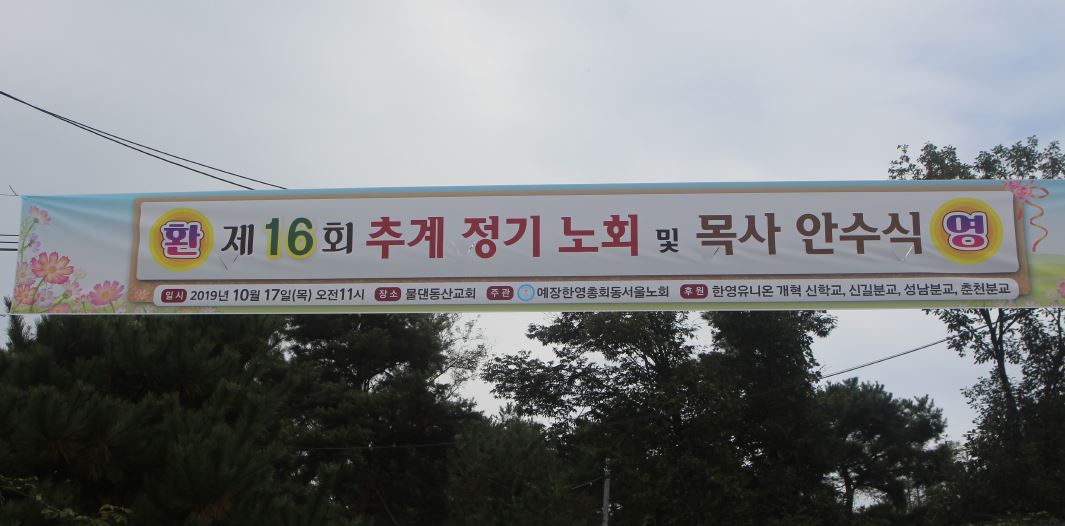 환 제16회 추계 정기 노회 및 목사 안수식 영
일시 2019년 10월 17일(목) 오전11시 장소 물댄동산교회 주관 예장한영총회동서울노회 후원 한영유니온 개혁 신학교, 신길분교, 성남분교, 춘천분교